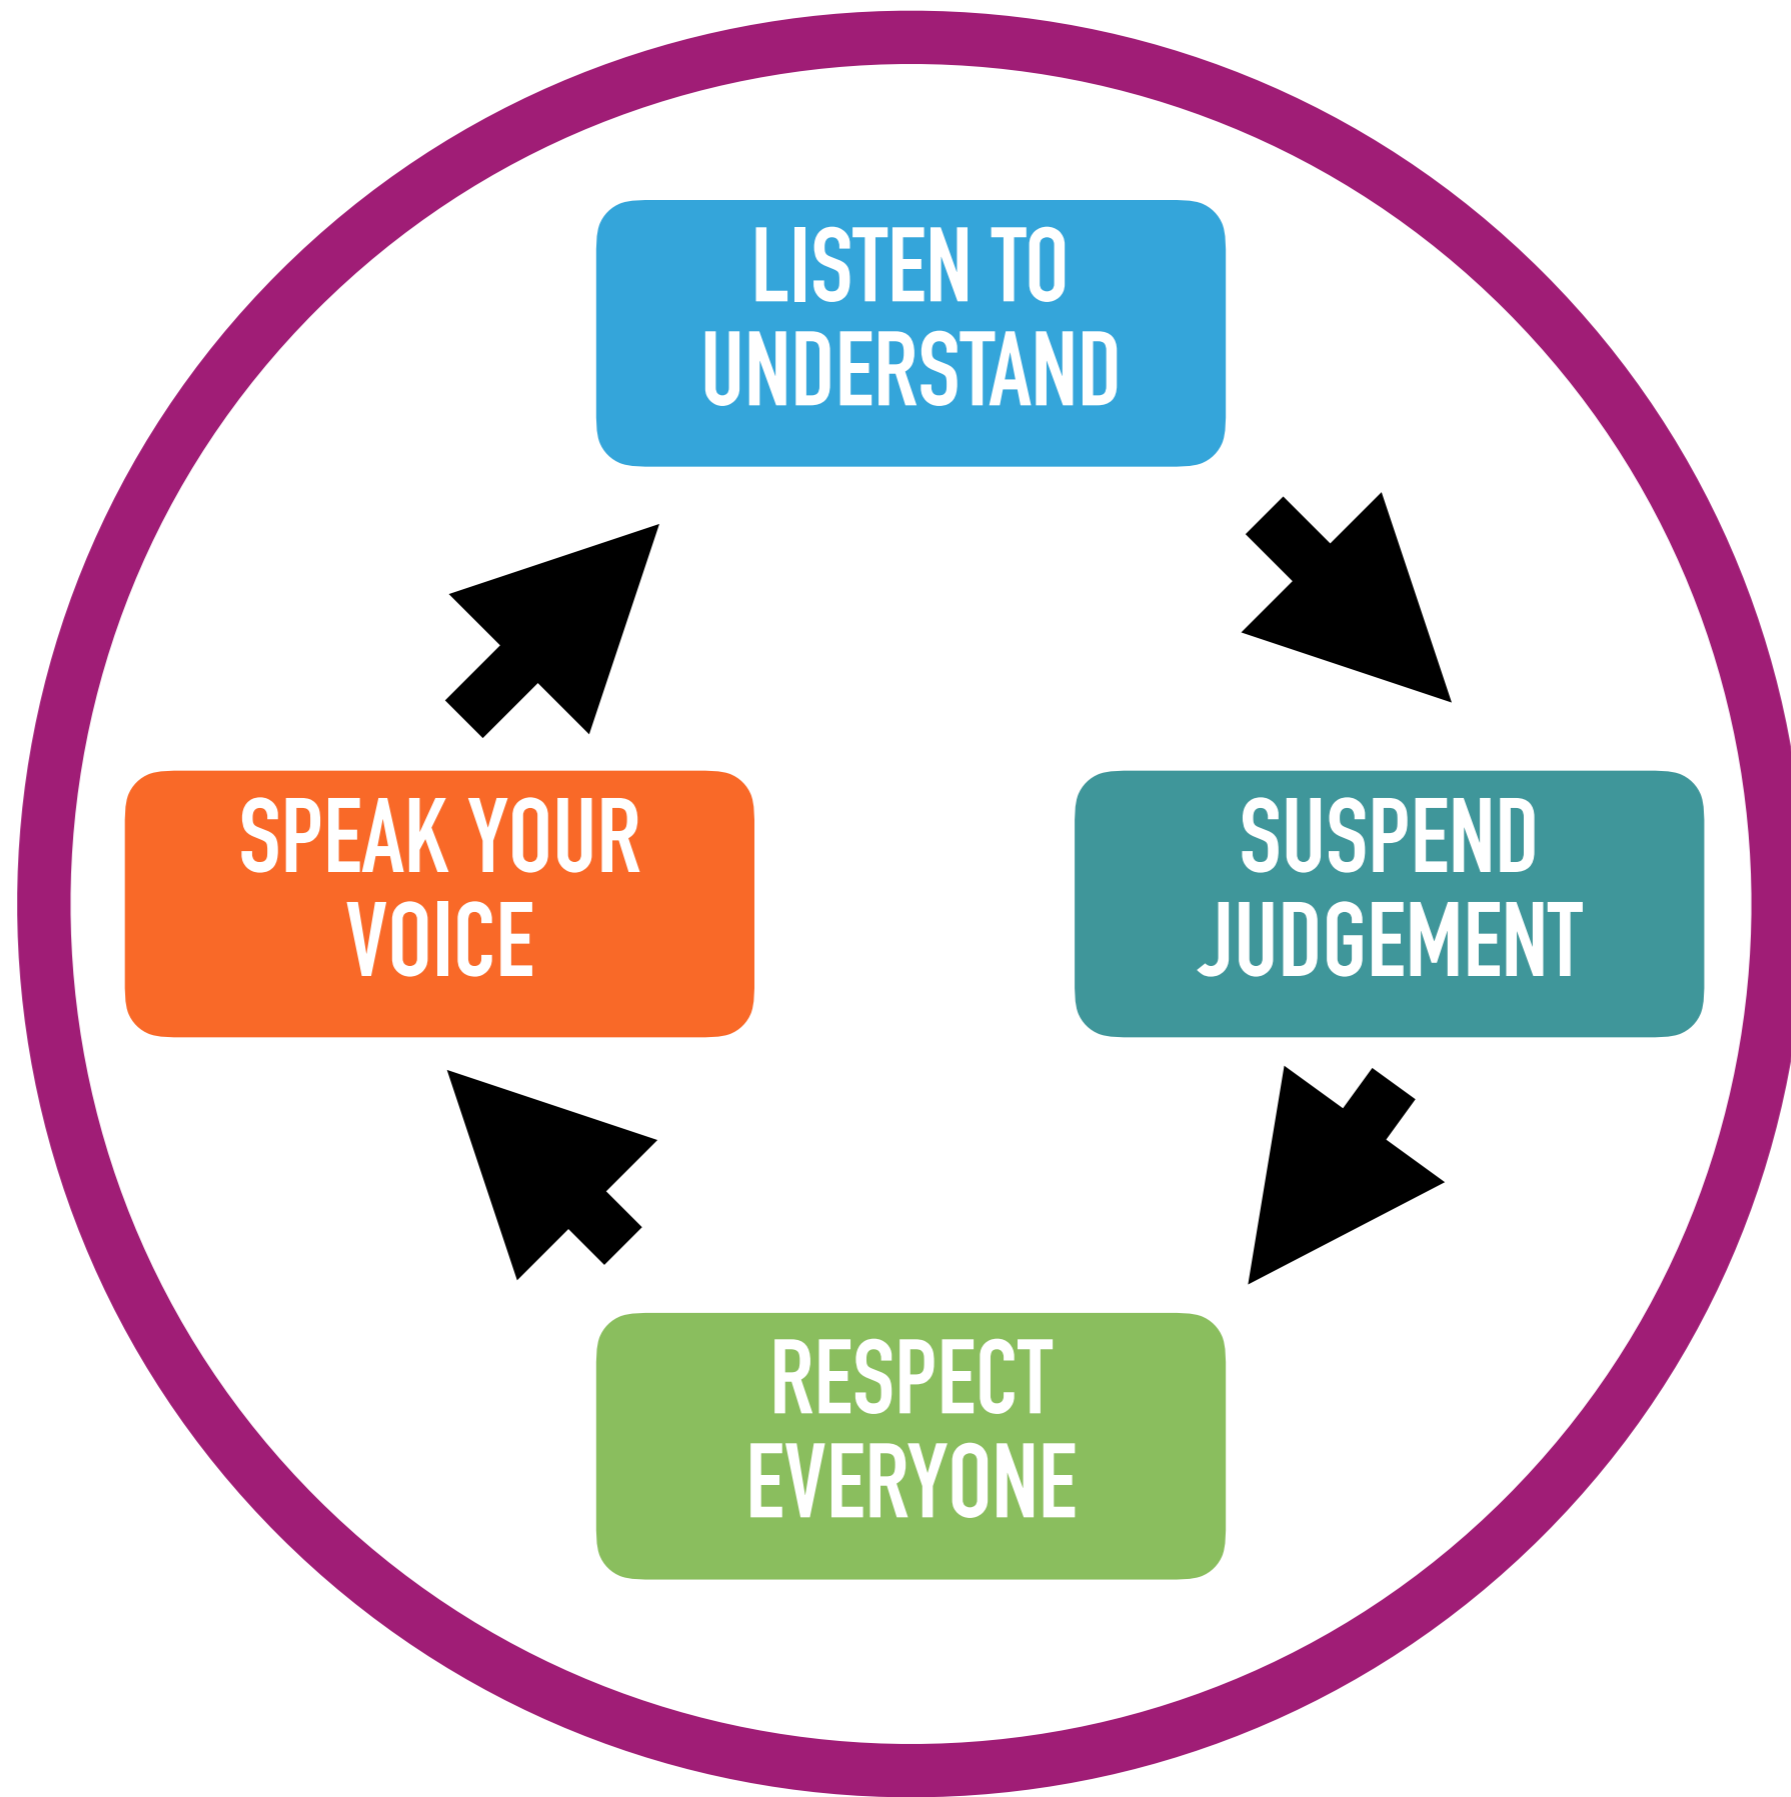 LISTEN TO
UNDERSTAND
SPEAK YOUR
VOICE
SUSPEND
JUDGEMENT
RESPECT
EVERYONE